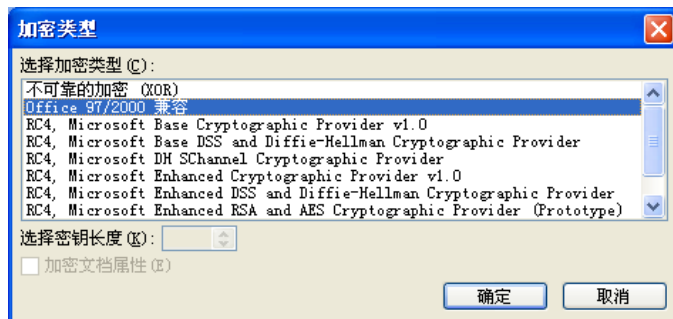 加密类型
选择加密类型(C):
不可靠的加密 (XOR)
Office 97/2000 兼容
RC4, Microsoft Base Cryptographic Provider v1.0
RC4, Microsoft Base DSS and Diffie-Hellman Cryptographic Provider
RC4, Microsoft DH SChannel Cryptographic Provider
RC4, Microsoft Enhanced Cryptographic Provider v1.0
RC4, Microsoft Enhanced DSS and Diffie-Hellman Cryptographic Provider
RC4, Microsoft Enhanced RSA and AES Cryptographic Provider (Prototype)
选择密钥长度(K):
加密文档属性(E)
确定 取消